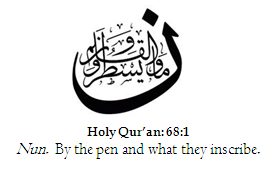 ن والقلم وما يسطرون
Holy Qur'an: 68:1
Nun. By the pen and what they inscribe.